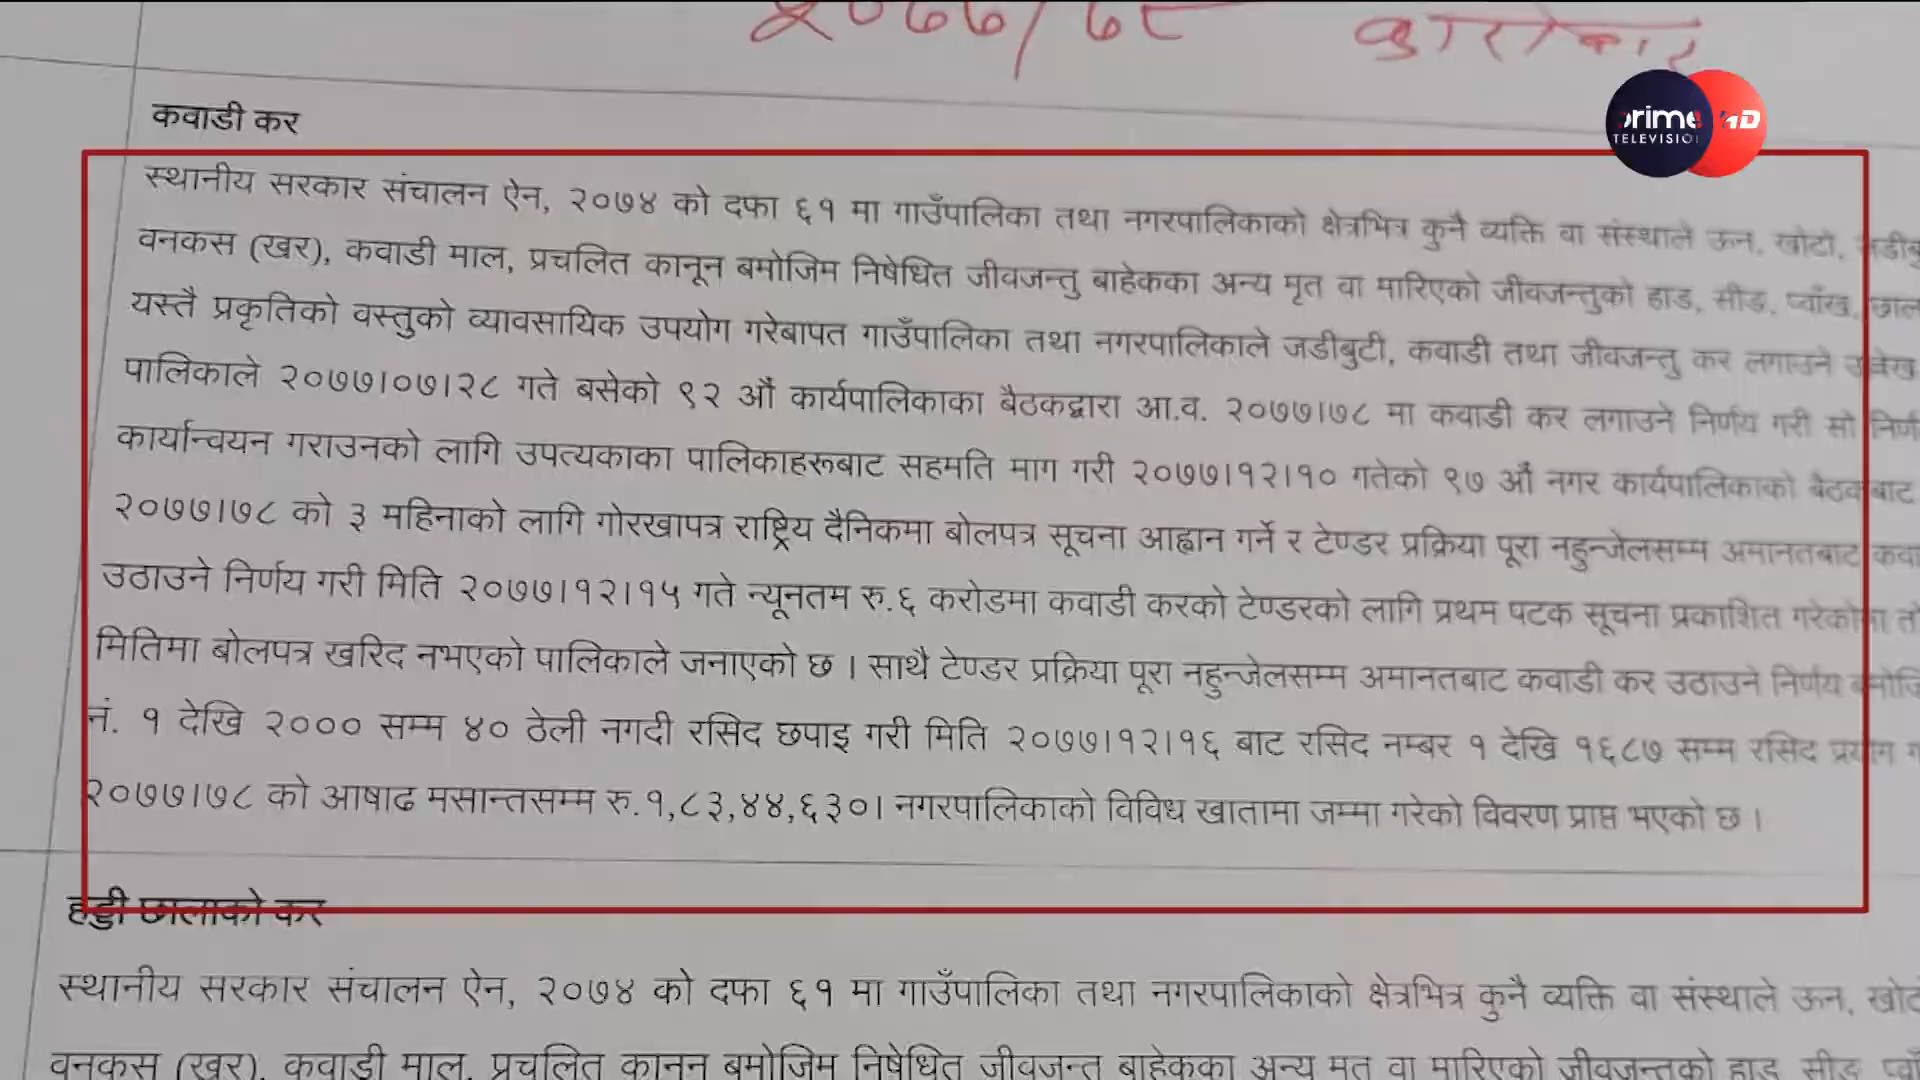 २०७७/७८
कवाडी कर
prime HD
TELEVISION
स्थानीय सरकार संचालन ऐन, २०७४ को दफा ६१ मा गाउँपालिका तथा नगरपालिकाको क्षेत्रभित्र कुनै व्यक्ति वा संस्थाले ऊन, खोटो,
वनकस (खर), कवाडी माल, प्रचलित कानून बमोजिम निषेधित जीवजन्तु बाहेकका अन्य मृत वा मारिएको जीवजन्तुको हाड, सीङ, प्वाँख,
यस्तै प्रकृतिको वस्तुको व्यावसायिक उपयोग गरेबापत गाउँपालिका तथा नगरपालिकाले जडीबुटी, कवाडी तथा जीवजन्तु कर लगाउने
पालिकाले २०७७।०७।२८ गते बसेको ९२ औं कार्यपालिकाका बैठकद्वारा आ.व. २०७७।७८ मा कवाडी कर लगाउने निर्णय गरी सो
कार्यान्वयन गराउनको लागि उपत्यकाका पालिकाहरूबाट सहमति माग गरी २०७७।१२।१० गतेको ९७ औं नगर कार्यपालिकाको बैठकबाट
२०७७।७८ को ३ महिनाको लागि गोरखापत्र राष्ट्रिय दैनिकमा बोलपत्र सूचना आह्वान गर्ने र टेण्डर प्रक्रिया पूरा नहुन्जेलसम्म अमानतबाट
उठाउने निर्णय गरी मिति २०७७।१२।१५ गते न्यूनतम रु.६ करोडमा कवाडी करको टेण्डरको लागि प्रथम पटक सूचना प्रकाशित गरेकोमा
मितिमा बोलपत्र खरिद नभएको पालिकाले जनाएको छ । साथै टेण्डर प्रक्रिया पूरा नहुन्जेलसम्म अमानतबाट कवाडी कर उठाउने निर्णय
नं. १ देखि २००० सम्म ४० ठेली नगदी रसिद छपाइ गरी मिति २०७७।१२।१६ बाट रसिद नम्बर १ देखि १६८७ सम्म रसिद प्रयोग
२०७७।७८ को आषाढ मसान्तसम्म रु.१,८३,४४,६३०। नगरपालिकाको विविध खातामा जम्मा गरेको विवरण प्राप्त भएको छ ।
हड्डी छालाको कर
स्थानीय सरकार संचालन ऐन, २०७४ को दफा ६१ मा गाउँपालिका तथा नगरपालिकाको क्षेत्रभित्र कुनै व्यक्ति वा संस्थाले ऊन,
वनकस (खर), कवाडी माल, प्रचलित कानून बमोजिम निषेधित जीवजन्तु बाहेकका अन्य मृत वा मारिएको जीवजन्तुको हाड, सीङ,